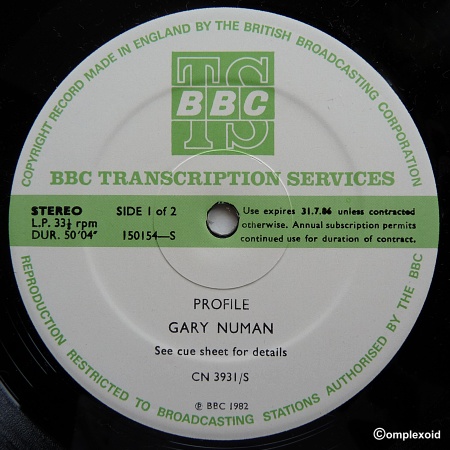 COPYRIGHT RECORD MADE IN ENGLAND BY THE BRITISH BROADCASTING CORPORATION
TS
BBC
TS
BBC TRANSCRIPTION SERVICES
STEREO
L.P. 33⅓ rpm
DUR. 50'04"
SIDE 1 of 2
150154—S
Use expires 31.7.86 unless contracted
otherwise. Annual subscription permits
continued use for duration of contract.
PROFILE
GARY NUMAN
See cue sheet for details
CN 3931/S
℗ BBC 1982
REPRODUCTION RESTRICTED TO BROADCASTING STATIONS AUTHORISED BY THE BBC
©omplexoid